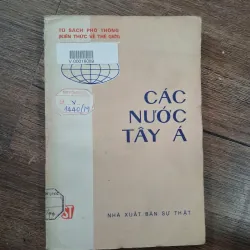 TỦ SÁCH PHỔ THÔNG
KIẾN THỨC VỀ THẾ GIỚI
CÁC
NƯỚC
TÂY Á
NHÀ XUẤT BẢN SỰ THẬT